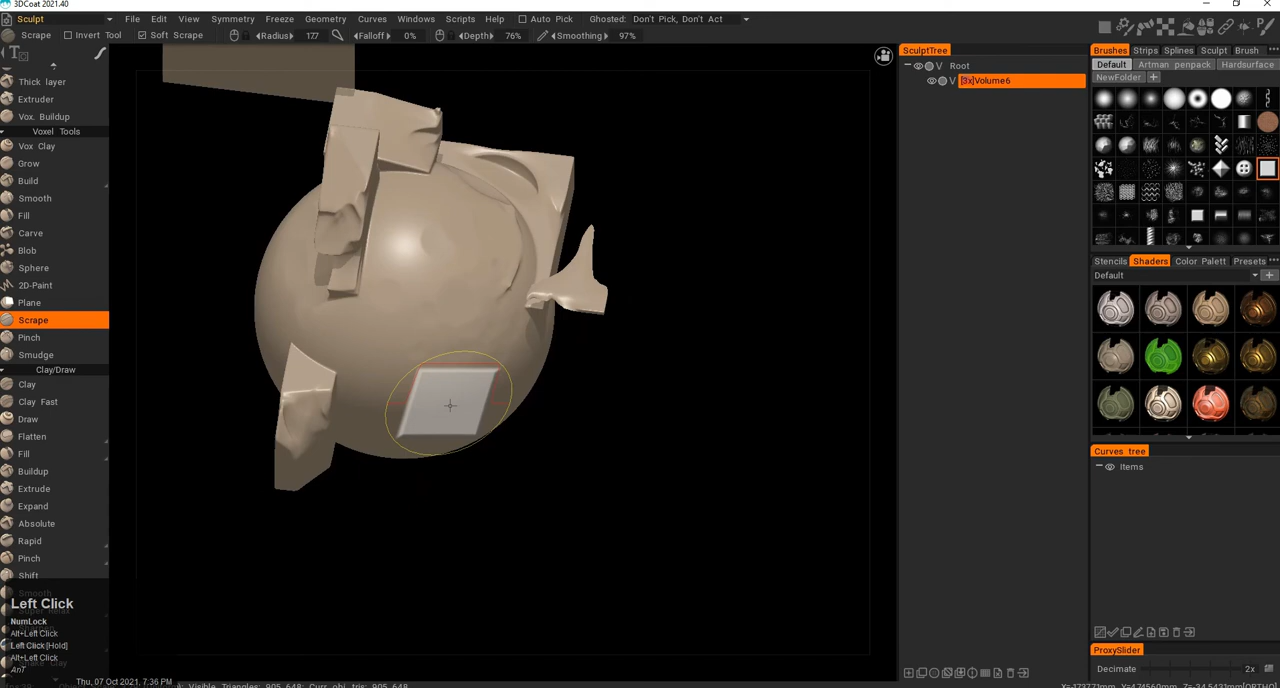 3DCoat 2021.40
Sculpt File Edit View Symmetry Freeze Geometry Curves Windows Scripts Help Auto Pick Ghosted: Don't Pick, Don't Act
Scrape Invert Tool Soft Scrape Radius 177 Falloff 0% Depth 76% Smoothing 97%
Thick layer
Extruder
Vox. Buildup
Voxel Tools
Vox Clay
Grow
Build
Smooth
Fill
Carve
Blob
Sphere
2D-Paint
Plane
Scrape
Pinch
Smudge
Clay/Draw
Clay
Clay Fast
Draw
Flatten
Fill
Buildup
Extrude
Expand
Absolute
Rapid
Pinch
Shift
Left Click
NumLock
Alt+Left Click
Left Click [Hold]
Alt+Left Click
AnT
Thu, 07 Oct 2021, 7:36 PM
SculptTree
V Root
V [3x]Volume6
Brushes Strips Splines Sculpt Brush
Default Artman penpack Hardsurface
NewFolder
Stencils Shaders Color Palett Presets
Default
Curves tree
Items
ProxySlider
Decimate 2x